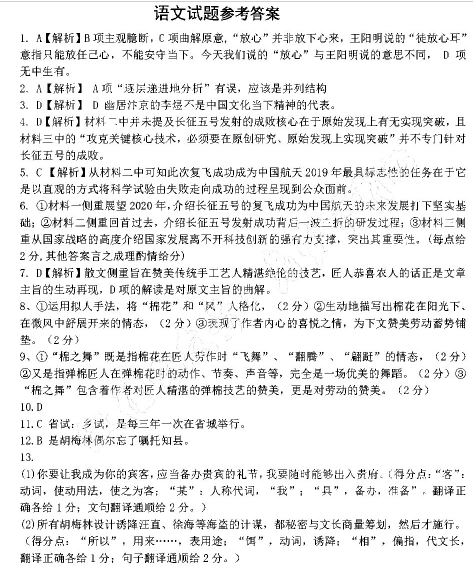 语文试题参考答案
1. A【解析】B项主观臆断，C项曲解原意，“放心”并非放下心来，王阳明说的“徒放心耳”
意指只能放任己心，不能安守当下。今天我们说的“放心”与王阳明说的意思不同， D 项
无中生有。
2. A【解析】 A项“逐层递进地分析”有误，应该是并列结构
3. D【解析】 D 幽居汴京的李煜不是中国文化当下精神的代表。
4. D【解析】材料二中并未提及长征五号发射的成败核心在于原始发现上有无实现突破，且
材料三中的“攻克关键核心技术，必须要在原创研究、原始发现上实现突破”并不专门针对
长征五号的成败。
5. C【解析】从材料二中可知此次复飞成功成为中国航天2019年最具标志性的任务在于它
是以直观的方式将科学试验由失败走向成功的过程呈现到公众面前。
6. ①材料一侧重展望2020年，介绍长征五号的复飞成功为中国航天的未来发展打下坚实基
础；②材料二侧重回首过去，介绍长征五号发射成功背后一波三折的研发过程；③材料三侧
重从国家战略的高度介绍国家发展离不开科技创新的强有力支撑，突出其重要性。（每点给
2分，其他答案言之成理酌情给分）
7. D【解析】散文侧重旨在赞美传统手工艺人精湛绝伦的技艺，匠人恭喜农人的话正是文章
主旨的生动再现，D项的解读是对原文主旨的曲解。
8、①运用拟人手法，将“棉花”和“风”人格化，（2分）②生动地描写出棉花在阳光下、
在微风中舒展开来的情态，（2分）③表现了作者内心的喜悦之情，为下文赞美劳动蓄势铺
垫。（2分）
9、①“棉之舞”既是指棉花在匠人劳作时“飞舞”、“翻腾”、“翩跹”的情态，（2分）
②又是指弹棉匠人在弹棉花时的动作、节奏、声音等，完全是一场优美的舞蹈。（2分）③
“棉之舞”包含着作者对匠人精湛的弹棉技艺的赞美，更是对劳动的赞美。（2分）
10.D
11.C 省试：乡试，是每三年一次在省城举行。
12.B 是胡梅林偶尔忘了嘱托知县。
13.
(1)你要让我成为你的宾客，应当备办贵宾的礼节，我要随时能够出入贵府。（得分点：“客”：
动词，使动用法，使之为客；“某”：人称代词，“我”；“具”，备办，准备”。翻译正
确各给1分；文句翻译通顺给2分。）
(2)所有胡梅林设计诱降汪直、徐海等海盗的计谋，都秘密与文长商量筹划，然后才施行。
（得分点：“所以”，用来……，表用途；“饵”，动词，诱降；“相”，偏指，代文长，
翻译正确各给1分；句子翻译通顺给2分。）